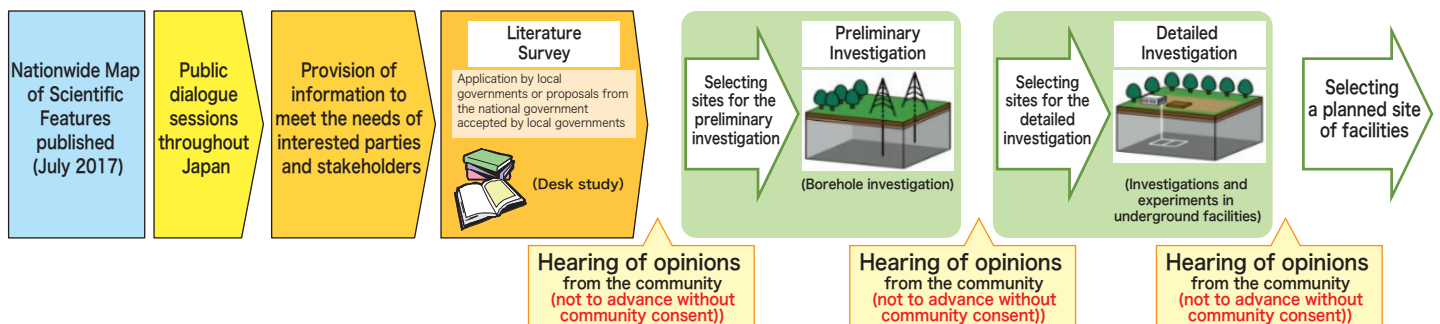 Nationwide Map
of Scientific
Features
published
(July 2017)
Public
dialogue
sessions
throughout
Japan
Provision of
information to
meet the needs of
interested parties
and stakeholders
Literature
Survey
Application by local
governments or proposals from
the national government
accepted by local governments
(Desk study)
Selecting
sites for the
preliminary
investigation
Preliminary
Investigation
(Borehole investigation)
Selecting
sites for the
detailed
investigation
Detailed
Investigation
(Investigations and
experiments in
underground facilities)
Selecting
a planned site
of facilities
Hearing of opinions
from the community
(not to advance without
community consent))
Hearing of opinions
from the community
(not to advance without
community consent))
Hearing of opinions
from the community
(not to advance without
community consent))